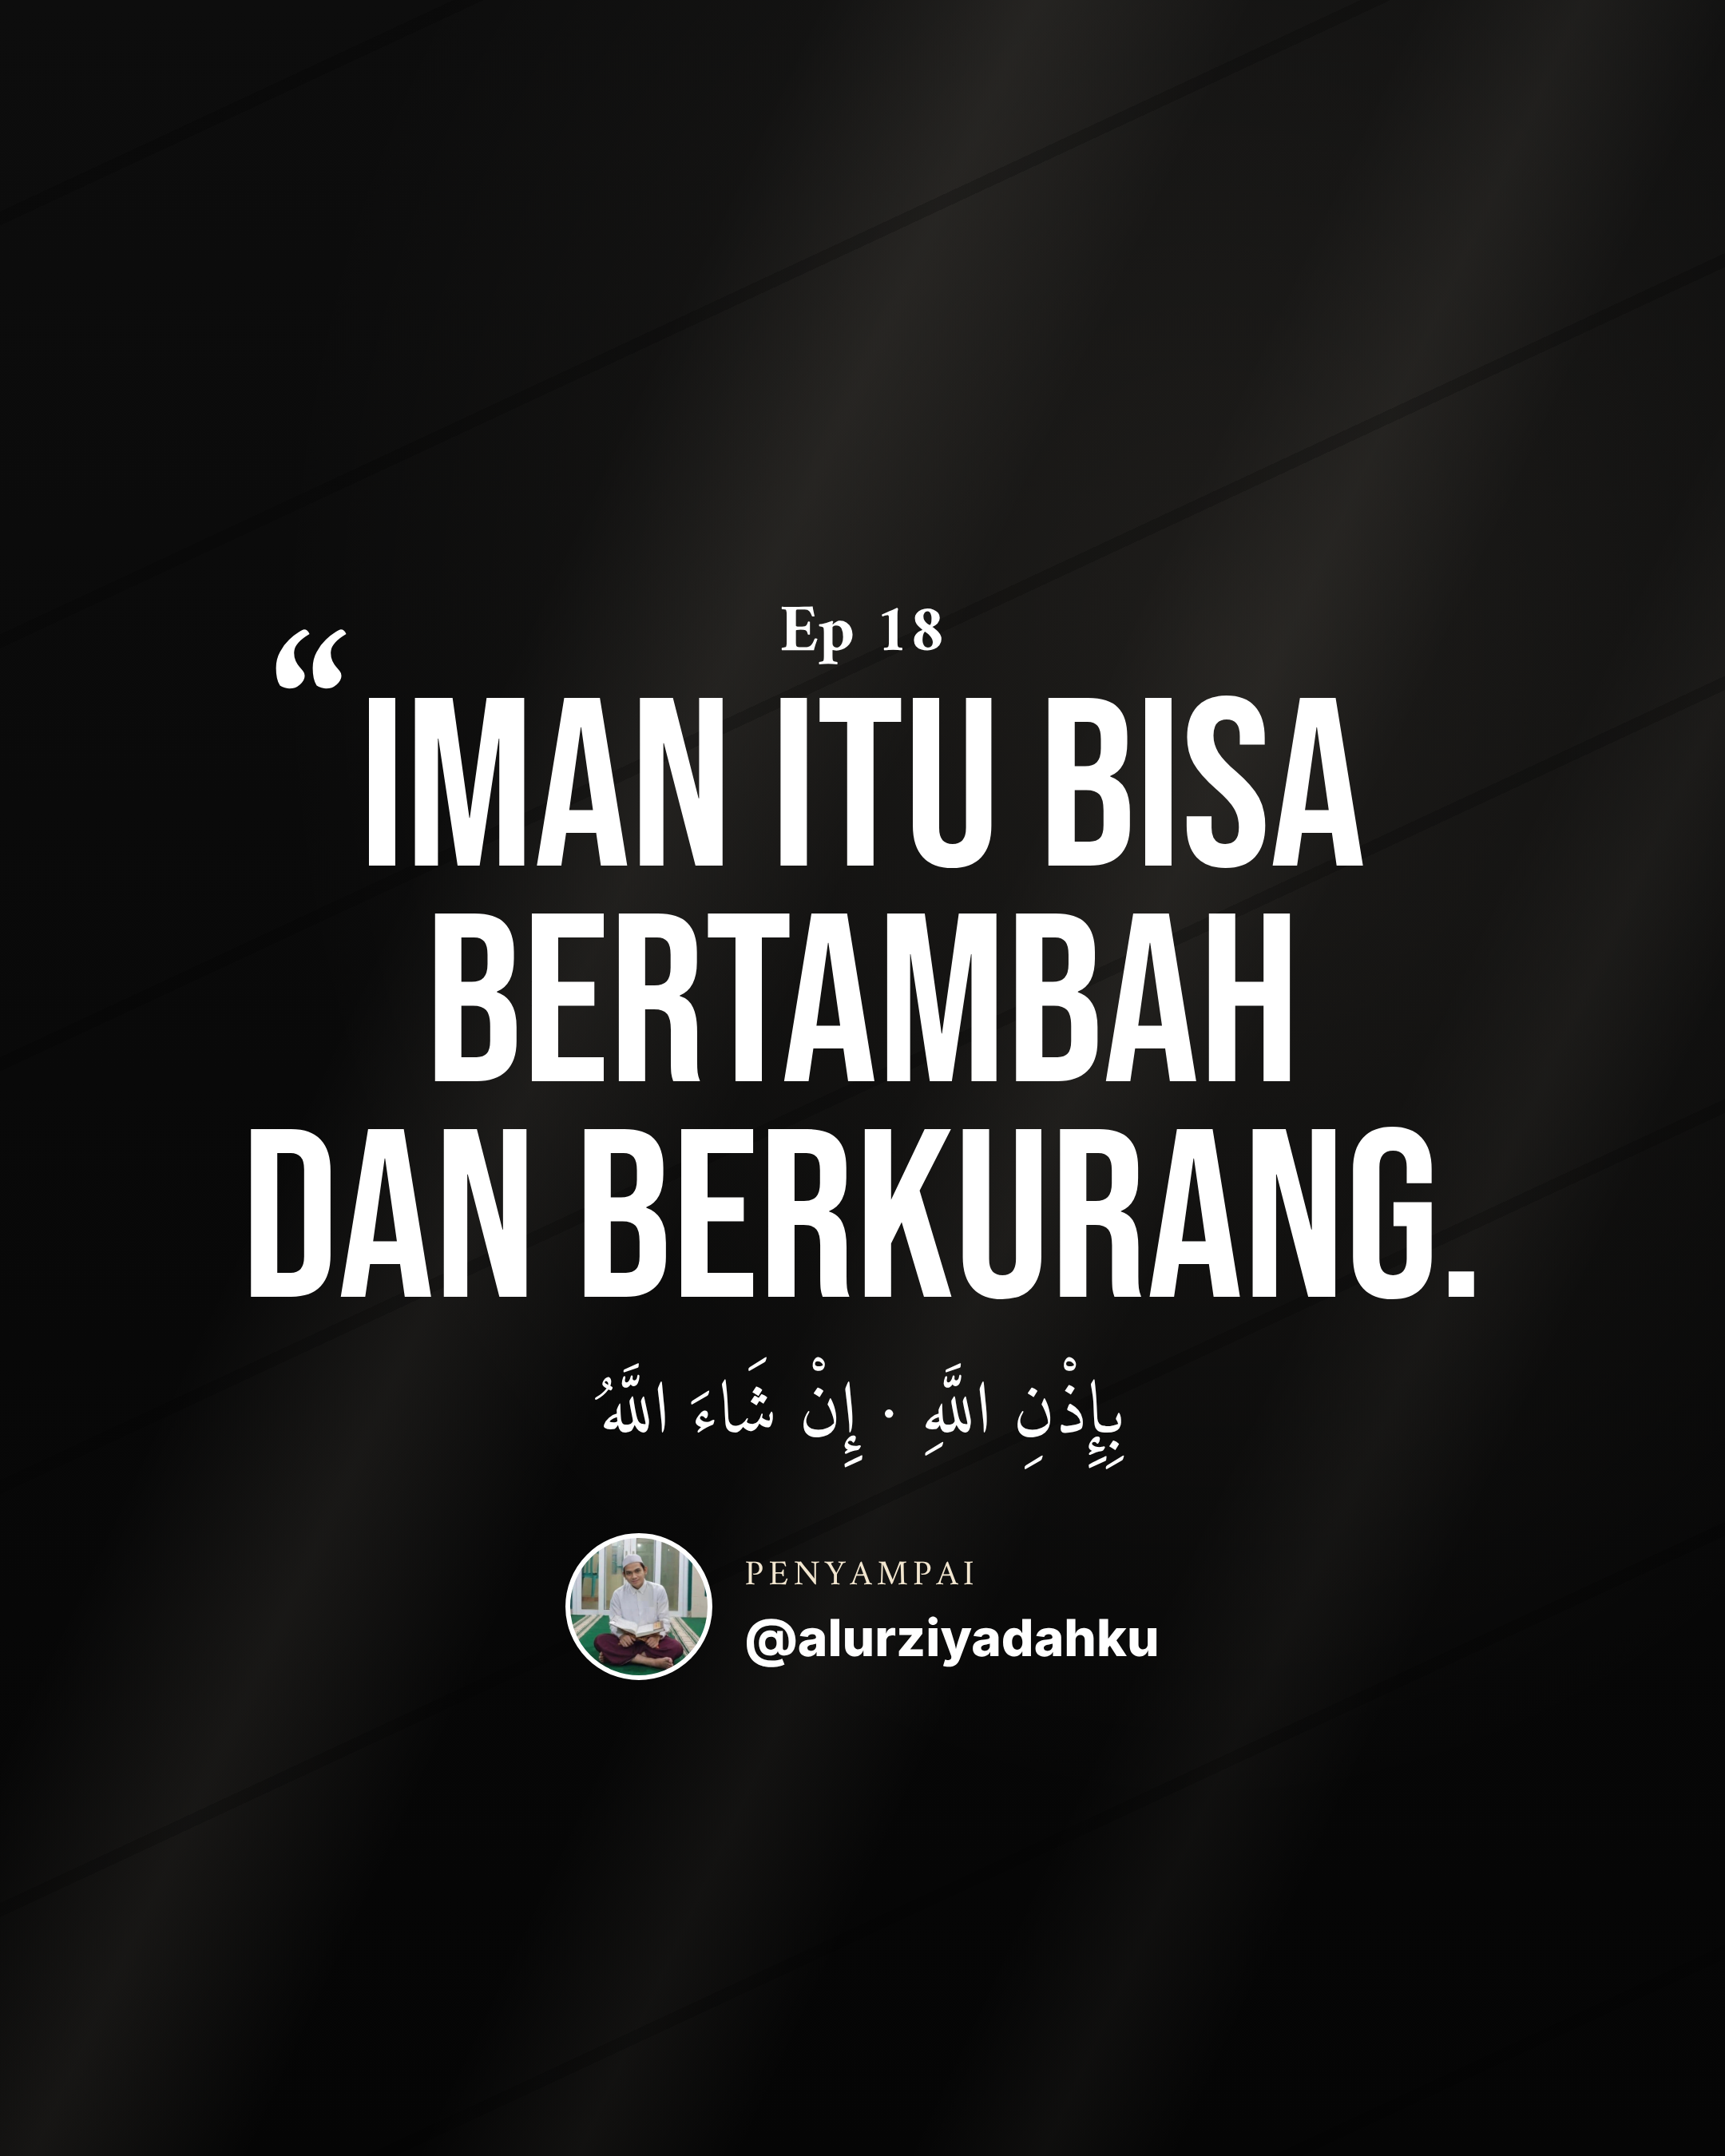 Ep 18
“IMAN ITU BISA
BERTAMBAH
DAN BERKURANG.
بِإِذْنِ اللَّهِ · إِنْ شَاءَ اللَّهُ
PENYAMPAI
@alurziyadahku